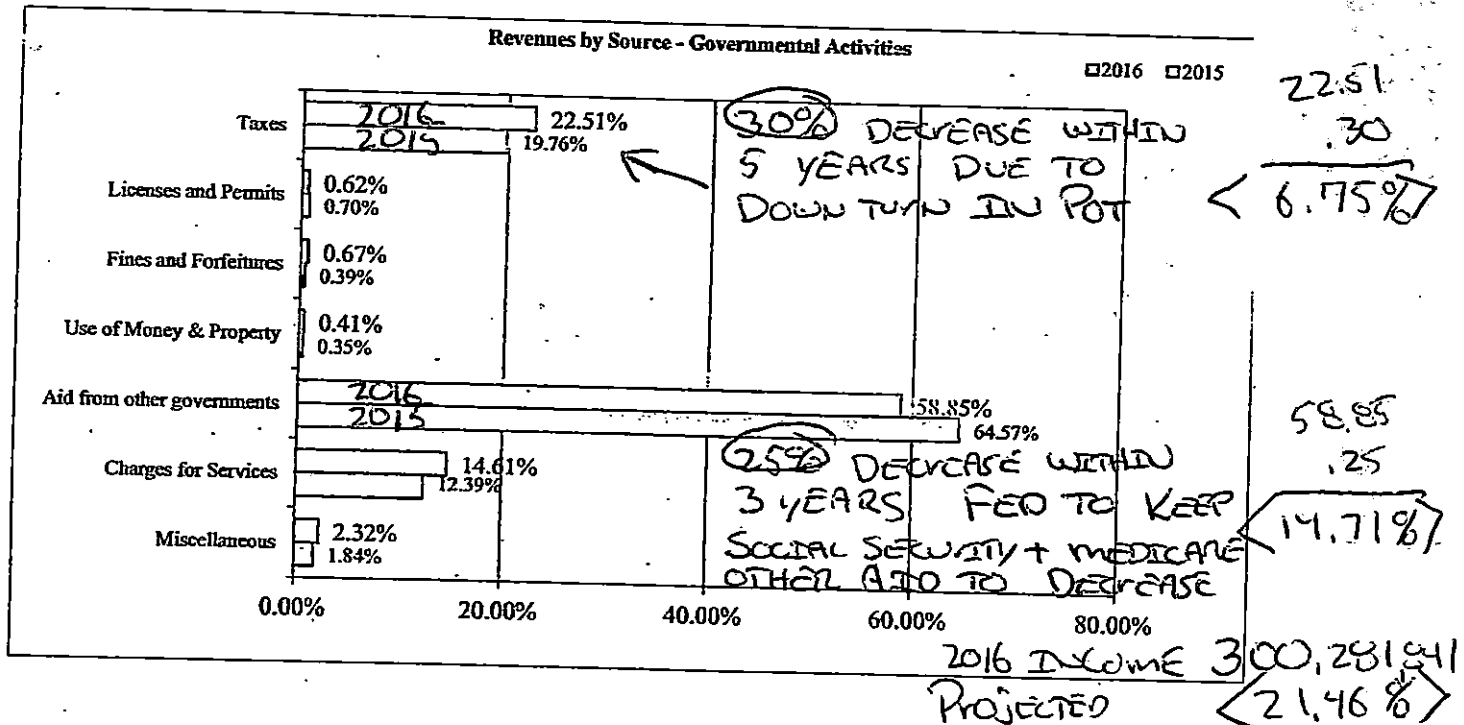 Revenues by Source - Governmental Activities
□2016 □2015
Taxes
2016 22.51%
2015 19.76%
30% DECREASE WITHIN
5 YEARS DUE TO
DOWN TURN IN POT
22.51
.30
< 6.75% >
Licenses and Permits
0.62%
0.70%
Fines and Forfeitures
0.67%
0.39%
Use of Money & Property
0.41%
0.35%
Aid from other governments
2016 58.85%
2015 64.57%
Charges for Services
14.61%
12.39%
25% DECREASE WITHIN
3 YEARS FED TO KEEP
SOCIAL SECURITY + MEDICARE
OTHER AID TO DECREASE
58.85
.25
< 14.71% >
Miscellaneous
2.32%
1.84%
0.00% 20.00% 40.00% 60.00% 80.00%
2016 INCOME 300,281,941
PROJECTED < 21.46 % >